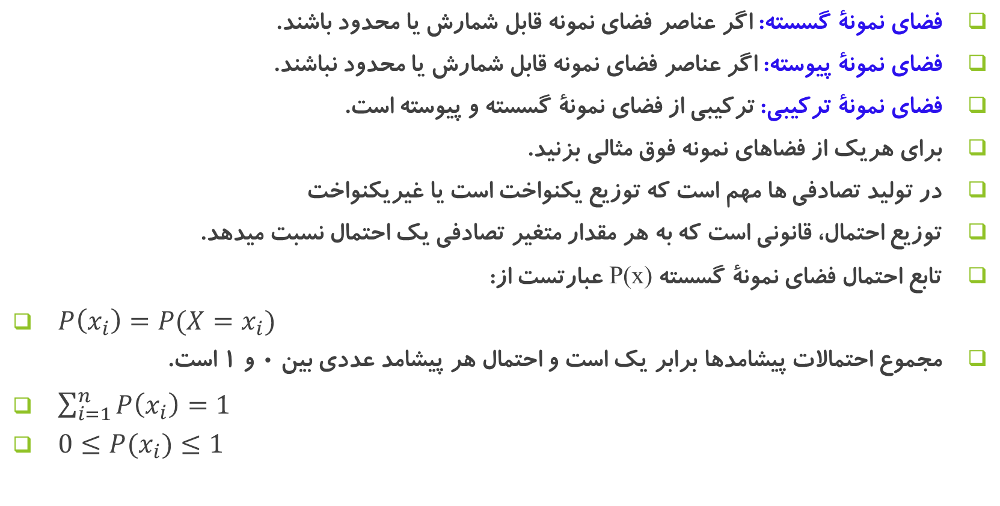 فضای نمونهٔ گسسته: اگر عناصر فضای نمونه قابل شمارش یا محدود باشند.
فضای نمونهٔ پیوسته: اگر عناصر فضای نمونه قابل شمارش یا محدود نباشند.
فضای نمونهٔ ترکیبی: ترکیبی از فضای نمونهٔ گسسته و پیوسته است.
برای هریک از فضاهای نمونه فوق مثالی بزنید.
در تولید تصادفی ها مهم است که توزیع یکنواخت است یا غیریکنواخت
توزیع احتمال، قانونی است که به هر مقدار متغیر تصادفی یک احتمال نسبت میدهد.
تابع احتمال فضای نمونهٔ گسسته P(x) عبارتست از:
P(x_i) = P(X = x_i)
مجموع احتمالات پیشامدها برابر یک است و احتمال هر پیشامد عددی بین ۰ و ۱ است.
∑_{i=1}^{n} P(x_i) = 1
0 ≤ P(x_i) ≤ 1